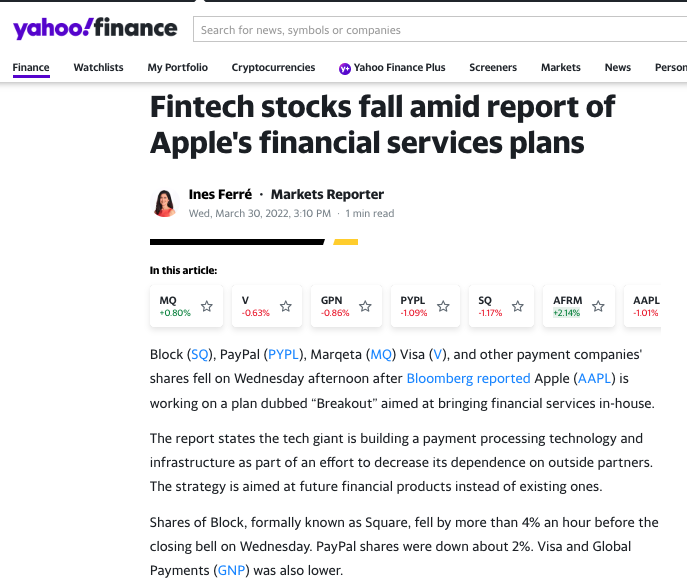 yahoo!finance
Search for news, symbols or companies
Finance Watchlists My Portfolio Cryptocurrencies Y+ Yahoo Finance Plus Screeners Markets News Person
Fintech stocks fall amid report of
Apple's financial services plans
Ines Ferré · Markets Reporter
Wed, March 30, 2022, 3:10 PM · 1 min read
In this article:
MQ V GPN PYPL SQ AFRM AAPL
+0.80% -0.63% -0.86% -1.09% -1.17% +2.14% -1.01%
Block (SQ), PayPal (PYPL), Marqeta (MQ) Visa (V), and other payment companies'
shares fell on Wednesday afternoon after Bloomberg reported Apple (AAPL) is
working on a plan dubbed “Breakout” aimed at bringing financial services in-house.
The report states the tech giant is building a payment processing technology and
infrastructure as part of an effort to decrease its dependence on outside partners.
The strategy is aimed at future financial products instead of existing ones.
Shares of Block, formally known as Square, fell by more than 4% an hour before the
closing bell on Wednesday. PayPal shares were down about 2%. Visa and Global
Payments (GNP) was also lower.